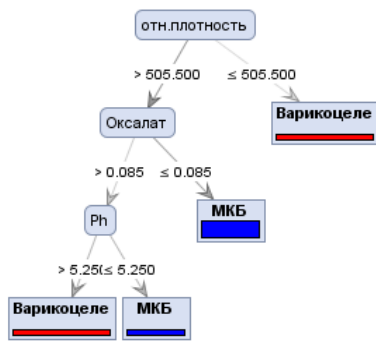 отн.плотность
> 505.500
≤ 505.500
Оксалат
Варикоцеле
> 0.085
≤ 0.085
Ph
МКБ
> 5.25(
≤ 5.250
Варикоцеле
МКБ